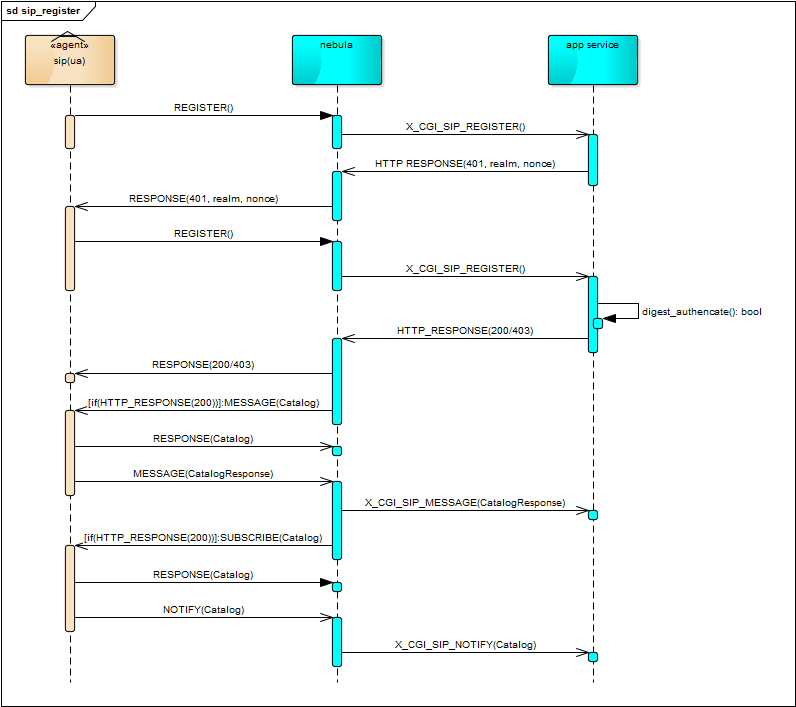 sd sip_register
«agent»
sip(ua)
nebula
app service
REGISTER()
X_CGI_SIP_REGISTER()
HTTP RESPONSE(401, realm, nonce)
RESPONSE(401, realm, nonce)
REGISTER()
X_CGI_SIP_REGISTER()
digest_authencate(): bool
HTTP_RESPONSE(200/403)
RESPONSE(200/403)
[if(HTTP_RESPONSE(200))]:MESSAGE(Catalog)
RESPONSE(Catalog)
MESSAGE(CatalogResponse)
X_CGI_SIP_MESSAGE(CatalogResponse)
[if(HTTP_RESPONSE(200))]:SUBSCRIBE(Catalog)
RESPONSE(Catalog)
NOTIFY(Catalog)
X_CGI_SIP_NOTIFY(Catalog)